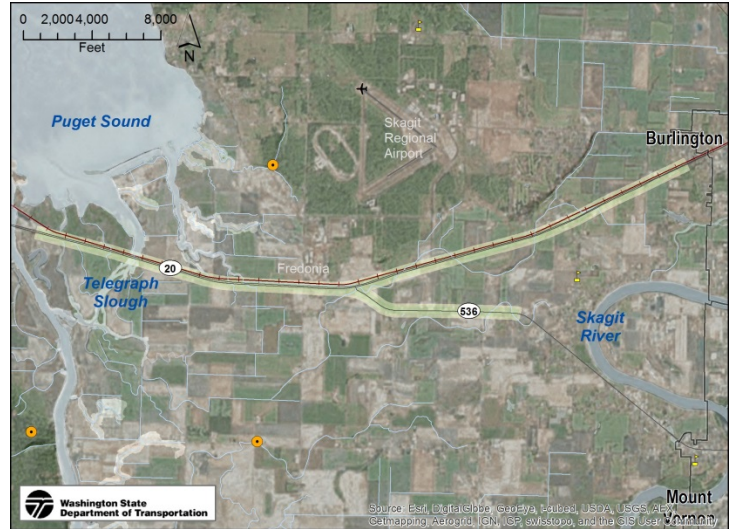 0 2,000 4,000 8,000
Feet
N
Puget Sound
Skagit
Regional
Airport
Burlington
20
Fredonia
Telegraph
Slough
536
Skagit
River
Washington State
Department of Transportation
Source: Esri, DigitalGlobe, GeoEye, i-cubed, USDA, USGS, AEX,
Getmapping, Aerogrid, IGN, IGP, swisstopo, and the GIS User Community
Mount
Vernon